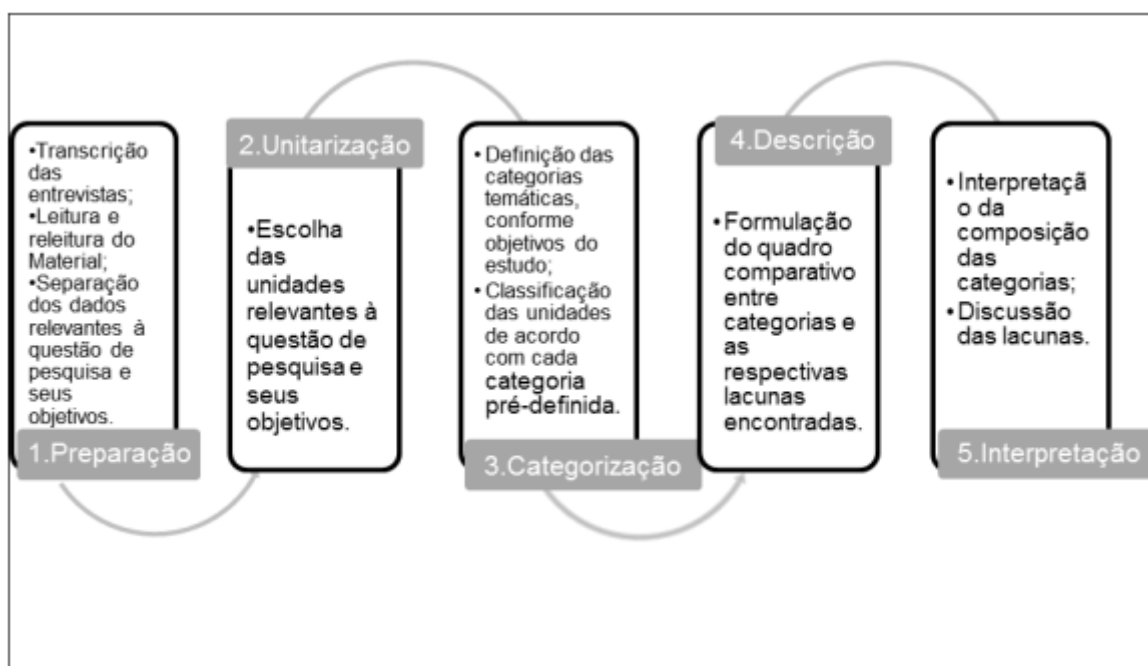 •Transcrição
das
entrevistas;
•Leitura e
releitura do
Material;
•Separação
dos dados
relevantes à
questão de
pesquisa e
seus
objetivos.
1.Preparação
2.Unitarização
•Escolha
das
unidades
relevantes à
questão de
pesquisa e
seus
objetivos.
• Definição das
categorias
temáticas,
conforme
objetivos do
estudo;
• Classificação
das unidades
de acordo
com cada
categoria
pré-definida.
3.Categorização
4.Descrição
•Formulação
do quadro
comparativo
entre
categorias e
as
respectivas
lacunas
encontradas.
•Interpretaçã
o da
composição
das
categorias;
•Discussão
das lacunas.
5.Interpretação